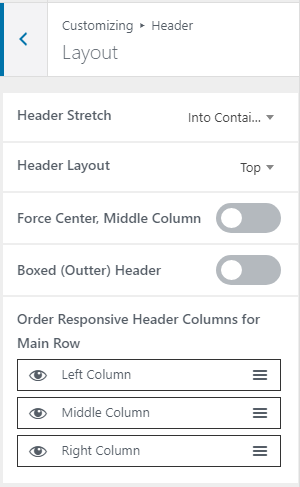 Customizing ▸ Header
Layout
Header Stretch Into Contai...
Header Layout Top
Force Center, Middle Column
Boxed (Outter) Header
Order Responsive Header Columns for
Main Row
Left Column
Middle Column
Right Column